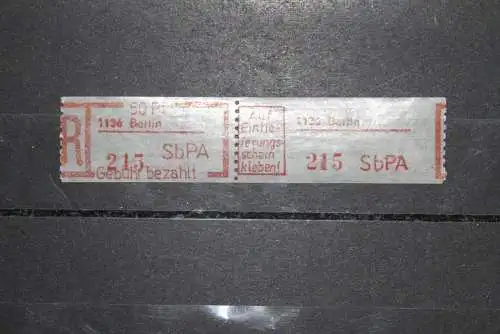 50 Pf
1136 Berlin
R
215 SbPA
Gebühr bezahlt
Auf
Einlie-
ferungs-
schein
kleben!
1136 Berlin
215 SbPA